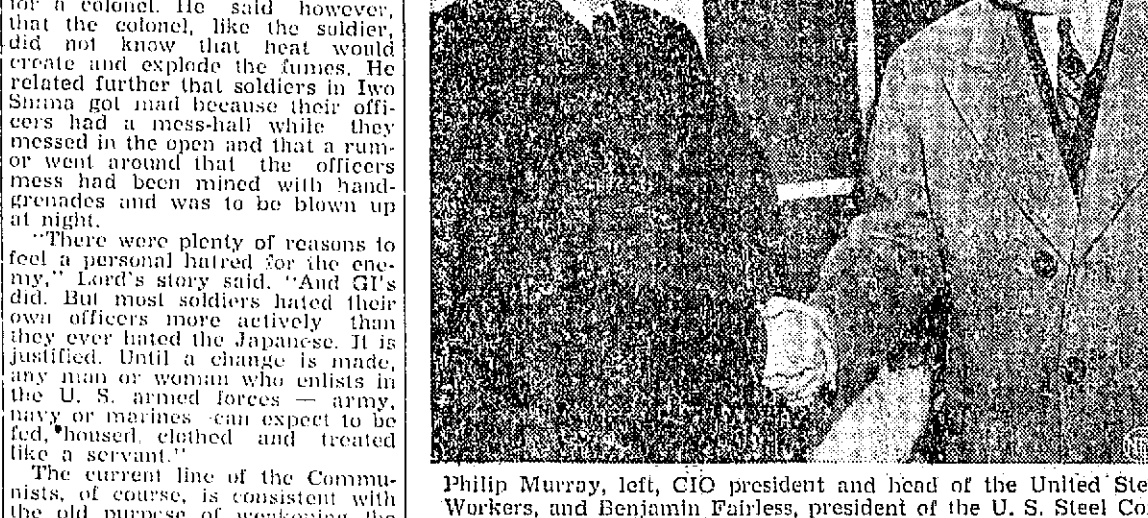 for a colonel. He said however,
that the colonel, like the soldier,
did not know that heat would
create and explode the fumes. He
related further that soldiers in Iwo
Shima got mad because their offi-
cers had a mess-hall while they
messed in the open and that a rum-
or went around that the officers
mess had been mined with hand-
grenades and was to be blown up
at night.
"There were plenty of reasons to
feel a personal hatred for the ene-
my," Lord's story said. "And GI's
did. But most soldiers hated their
own officers more actively than
they ever hated the Japanese. It is
justified. Until a change is made,
any man or woman who enlists in
the U. S. armed forces — army,
navy or marines can expect to be
fed, housed, clothed and treated
like a servant."
The current line of the Commu-
nists, of course, is consistent with
the old purpose of weakening the
Philip Murray, left, CIO president and head of the United Ste
Workers, and Benjamin Fairless, president of the U. S. Steel Co